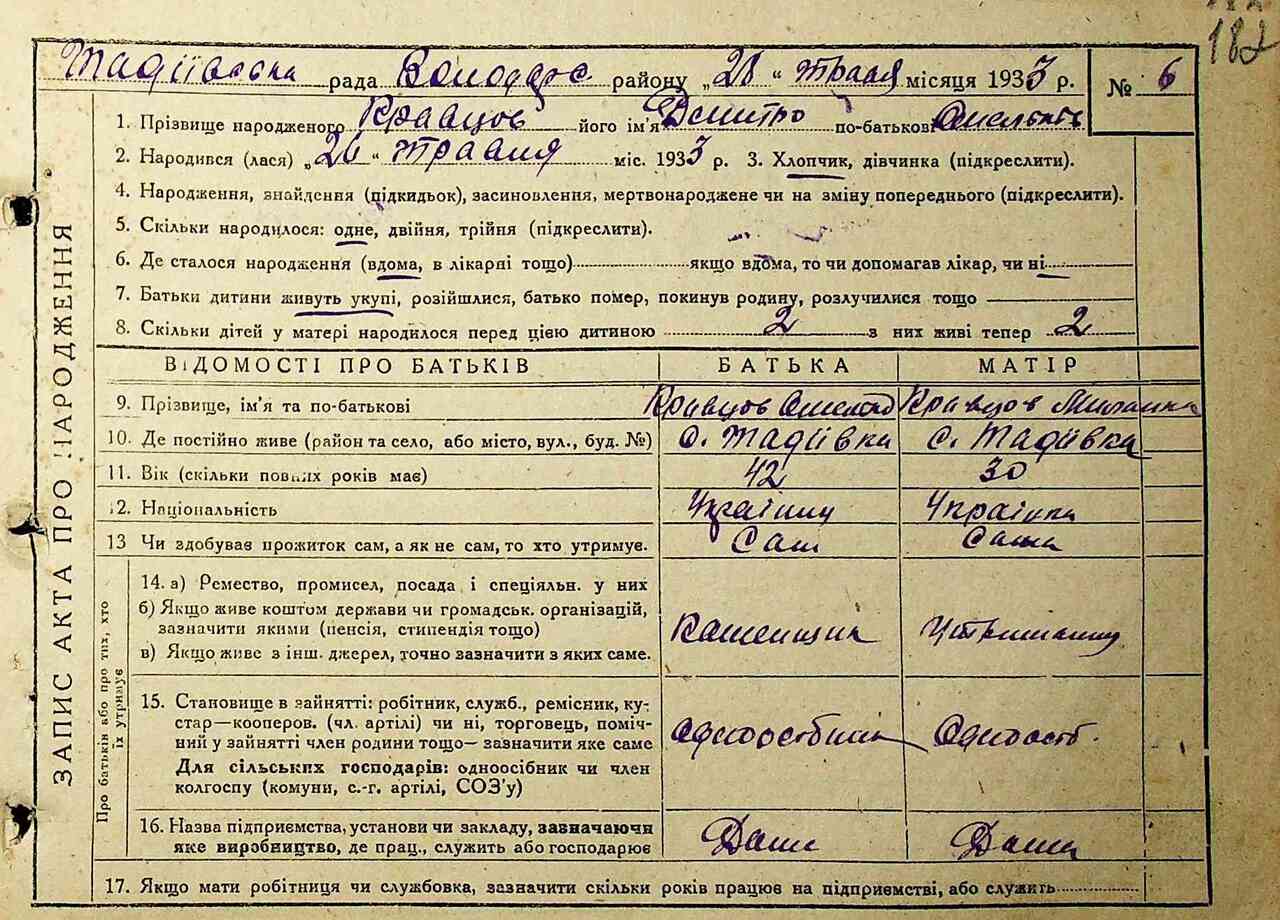 182
Тадіївська рада Володарс району „28 “ травня місяця 1933 р. № 6
1. Прізвище народженого Кравцов його ім'я Дмитро по-батькові
2. Народився (лася) „ “ травня міс. 1933 р. 3. Хлопчик, дівчинка (підкреслити).
4. Народження, знайдення (підкидьок), засиновлення, мертвонароджене чи на зміну попереднього (підкреслити).
5. Скільки народилося: одне, двійня, трійня (підкреслити).
6. Де сталося народження (вдома, в лікарні тощо) якщо вдома, то чи допомагав лікар, чи ні
7. Батьки дитини живуть укупі, розійшлися, батько помер, покинув родину, розлучилися тощо
8. Скільки дітей у матері народилося перед цією дитиною 2 з них живі тепер 2
ВІДОМОСТІ ПРО БАТЬКІВ БАТЬКА МАТІР
9. Прізвище, ім'я та по-батькові Кравцов Кравцов
10. Де постійно живе (район та село, або місто, вул., буд. №) с. Тадіівка с. Тадіївка
11. Вік (скільки повних років має) 42 30
12. Національність Українц Українка
13 Чи здобуває прожиток сам, а як не сам, то хто утримує. Сам Сама
14. а) Ремество, промисел, посада і спеціяльн. у них
б) Якщо живе коштом держави чи громадськ. організацій,
зазначити якими (пенсія, стипендія тощо) Каменщик
в) Якщо живе з інш. джерел, точно зазначити з яких саме.
15. Становище в зайнятті: робітник, служб., ремісник, ку-
стар—кооперов. (чл. артілі) чи ні, торговець, поміч-
ний у зайнятті член родини тощо— зазначити яке саме Одноосібник Одноосіб.
Для сільських господарів: одноосібник чи член
колгоспу (комуни, с.-г. артілі, СОЗ'у)
16. Назва підприємства, установи чи закладу, зазначаючи
яке виробництво, де прац., служить або господарює
17. Якщо мати робітниця чи службовка, зазначити скільки років працює на підприємстві, або служить
ЗАПИС АКТА ПРО НАРОДЖЕННЯ
Про батьків або про тих, хто
їх утримує